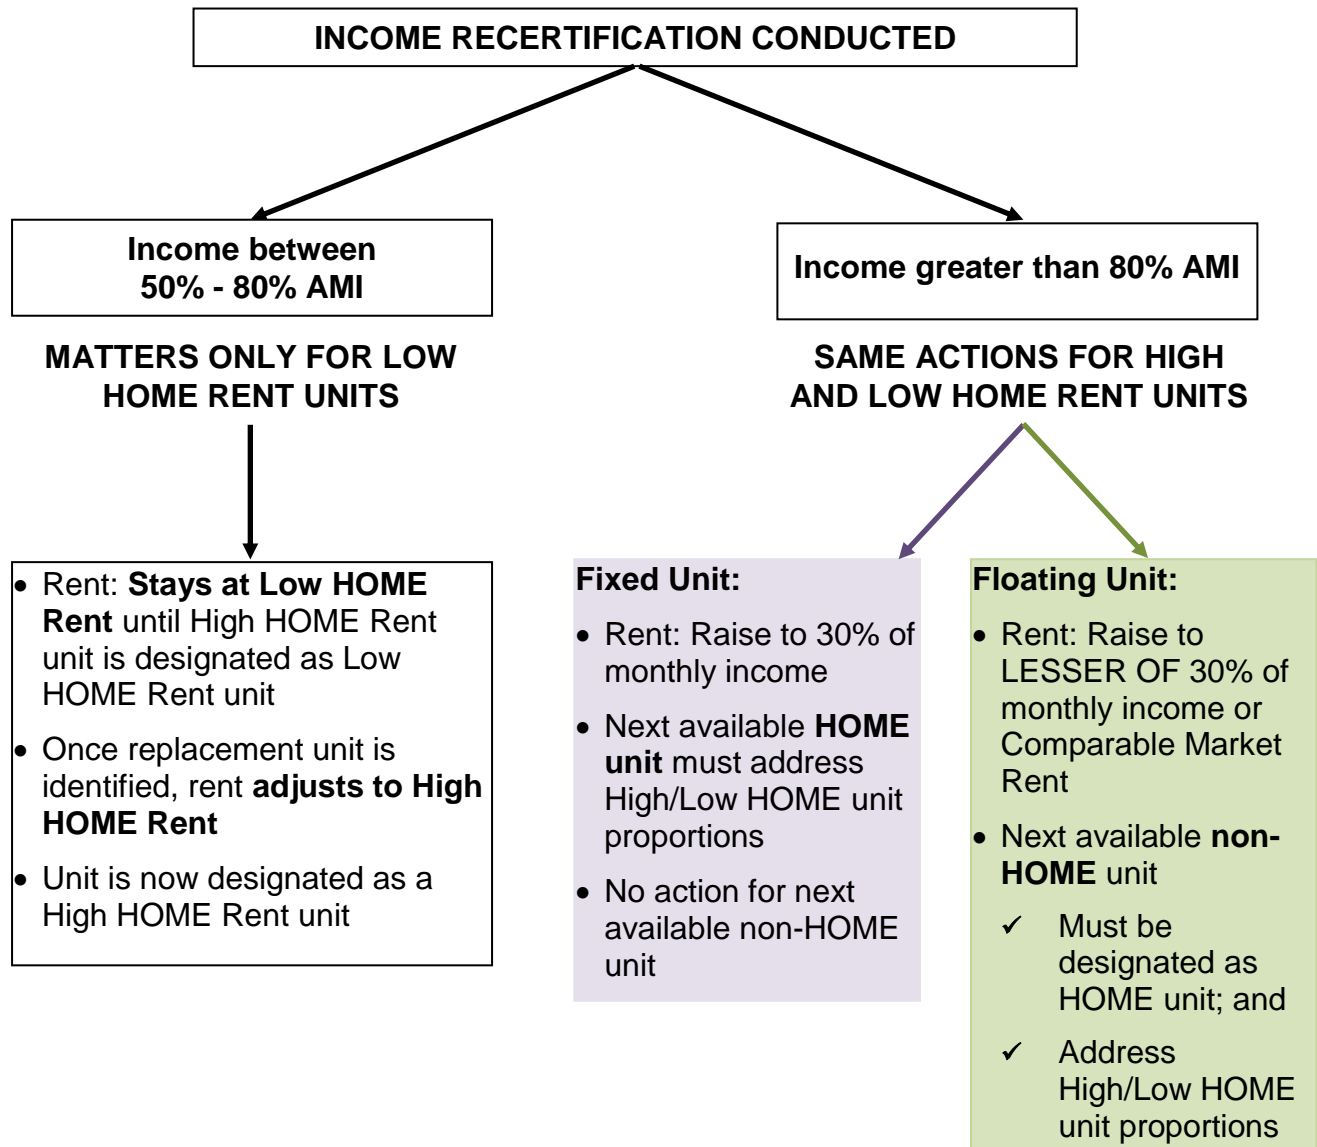 INCOME RECERTIFICATION CONDUCTED
Income between
50% - 80% AMI
MATTERS ONLY FOR LOW
HOME RENT UNITS
• Rent: Stays at Low HOME
Rent until High HOME Rent
unit is designated as Low
HOME Rent unit
• Once replacement unit is
identified, rent adjusts to High
HOME Rent
• Unit is now designated as a
High HOME Rent unit
Income greater than 80% AMI
SAME ACTIONS FOR HIGH
AND LOW HOME RENT UNITS
Fixed Unit:
• Rent: Raise to 30% of
monthly income
• Next available HOME
unit must address
High/Low HOME unit
proportions
• No action for next
available non-HOME
unit
Floating Unit:
• Rent: Raise to
LESSER OF 30% of
monthly income or
Comparable Market
Rent
• Next available non-
HOME unit
✓ Must be
designated as
HOME unit; and
✓ Address
High/Low HOME
unit proportions